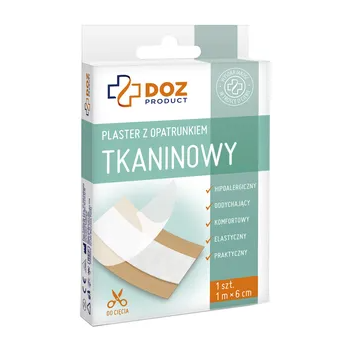 DOZ
PRODUCT
PLASTER Z OPATRUNKIEM
TKANINOWY
HIPOALERGICZNY
ODDYCHAJĄCY
KOMFORTOWY
ELASTYCZNY
PRAKTYCZNY
1 szt.
1 m × 6 cm
DO CIĘCIA